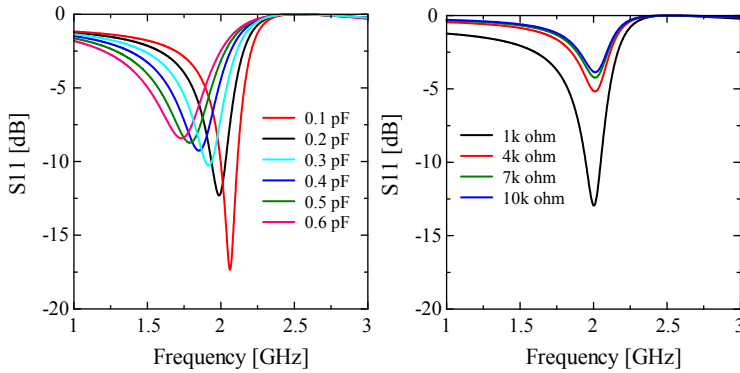 0
-5
-10
-15
-20
S11 [dB]
1
1.5
2
2.5
3
Frequency [GHz]
0.1 pF
0.2 pF
0.3 pF
0.4 pF
0.5 pF
0.6 pF
0
-5
-10
-15
-20
S11 [dB]
1
1.5
2
2.5
3
Frequency [GHz]
1k ohm
4k ohm
7k ohm
10k ohm